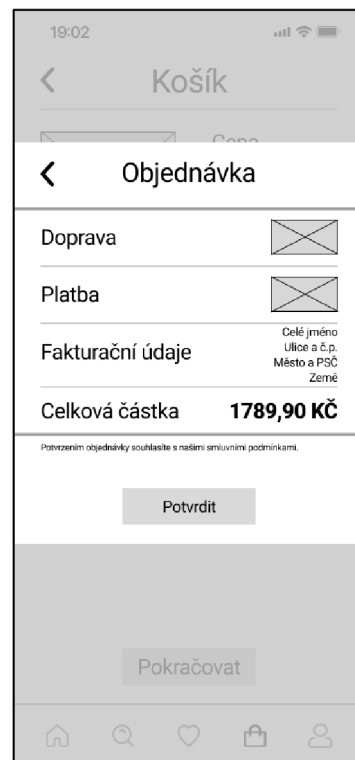 19:02
Košík
Cena
Objednávka
Doprava
Platba
Fakturační údaje
Celé jméno
Ulice a č.p.
Město a PSČ
Země
Celková částka 1789,90 KČ
Potvrzením objednávky souhlasíte s našimi smluvními podmínkami.
Potvrdit
Pokračovat